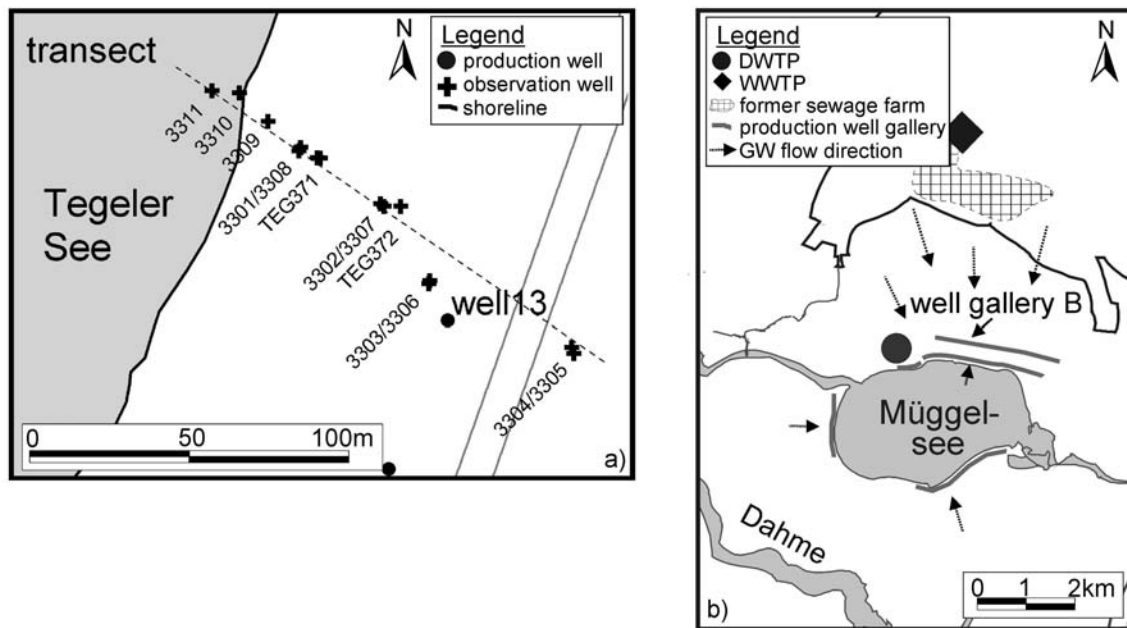 transect
N
Legend
production well
observation well
shoreline
3311
3310
3309
3301/3308
TEG371
3302/3307
TEG372
3303/3306
well13
3304/3305
Tegeler
See
0 50 100m
a)
Legend
DWTP
WWTP
former sewage farm
production well gallery
GW flow direction
N
well gallery B
Müggel-
see
Dahme
0 1 2km
b)